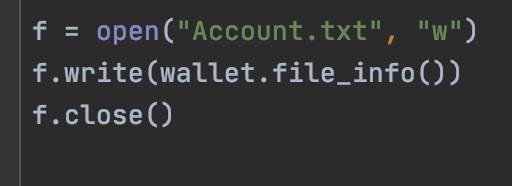 f = open("Account.txt", "w")
f.write(wallet.file_info())
f.close()